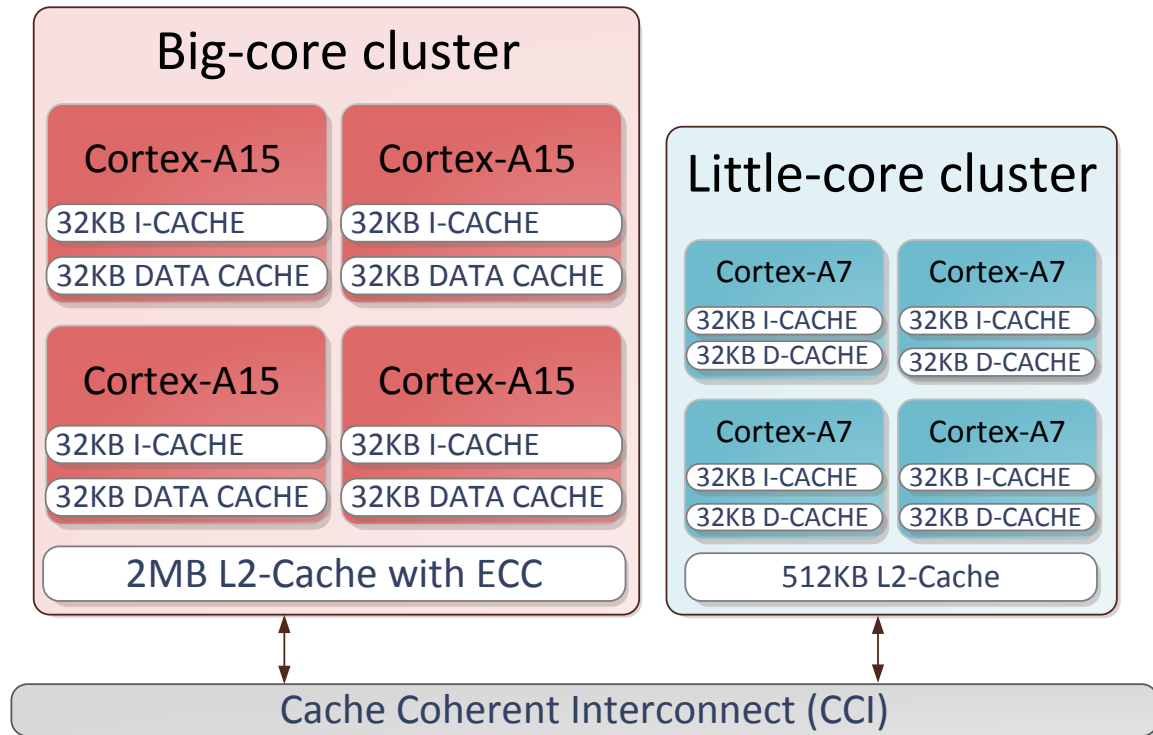 Big-core cluster
Cortex-A15
32KB I-CACHE
32KB DATA CACHE
Cortex-A15
32KB I-CACHE
32KB DATA CACHE
Cortex-A15
32KB I-CACHE
32KB DATA CACHE
Cortex-A15
32KB I-CACHE
32KB DATA CACHE
2MB L2-Cache with ECC
Little-core cluster
Cortex-A7
32KB I-CACHE
32KB D-CACHE
Cortex-A7
32KB I-CACHE
32KB D-CACHE
Cortex-A7
32KB I-CACHE
32KB D-CACHE
Cortex-A7
32KB I-CACHE
32KB D-CACHE
512KB L2-Cache
Cache Coherent Interconnect (CCI)